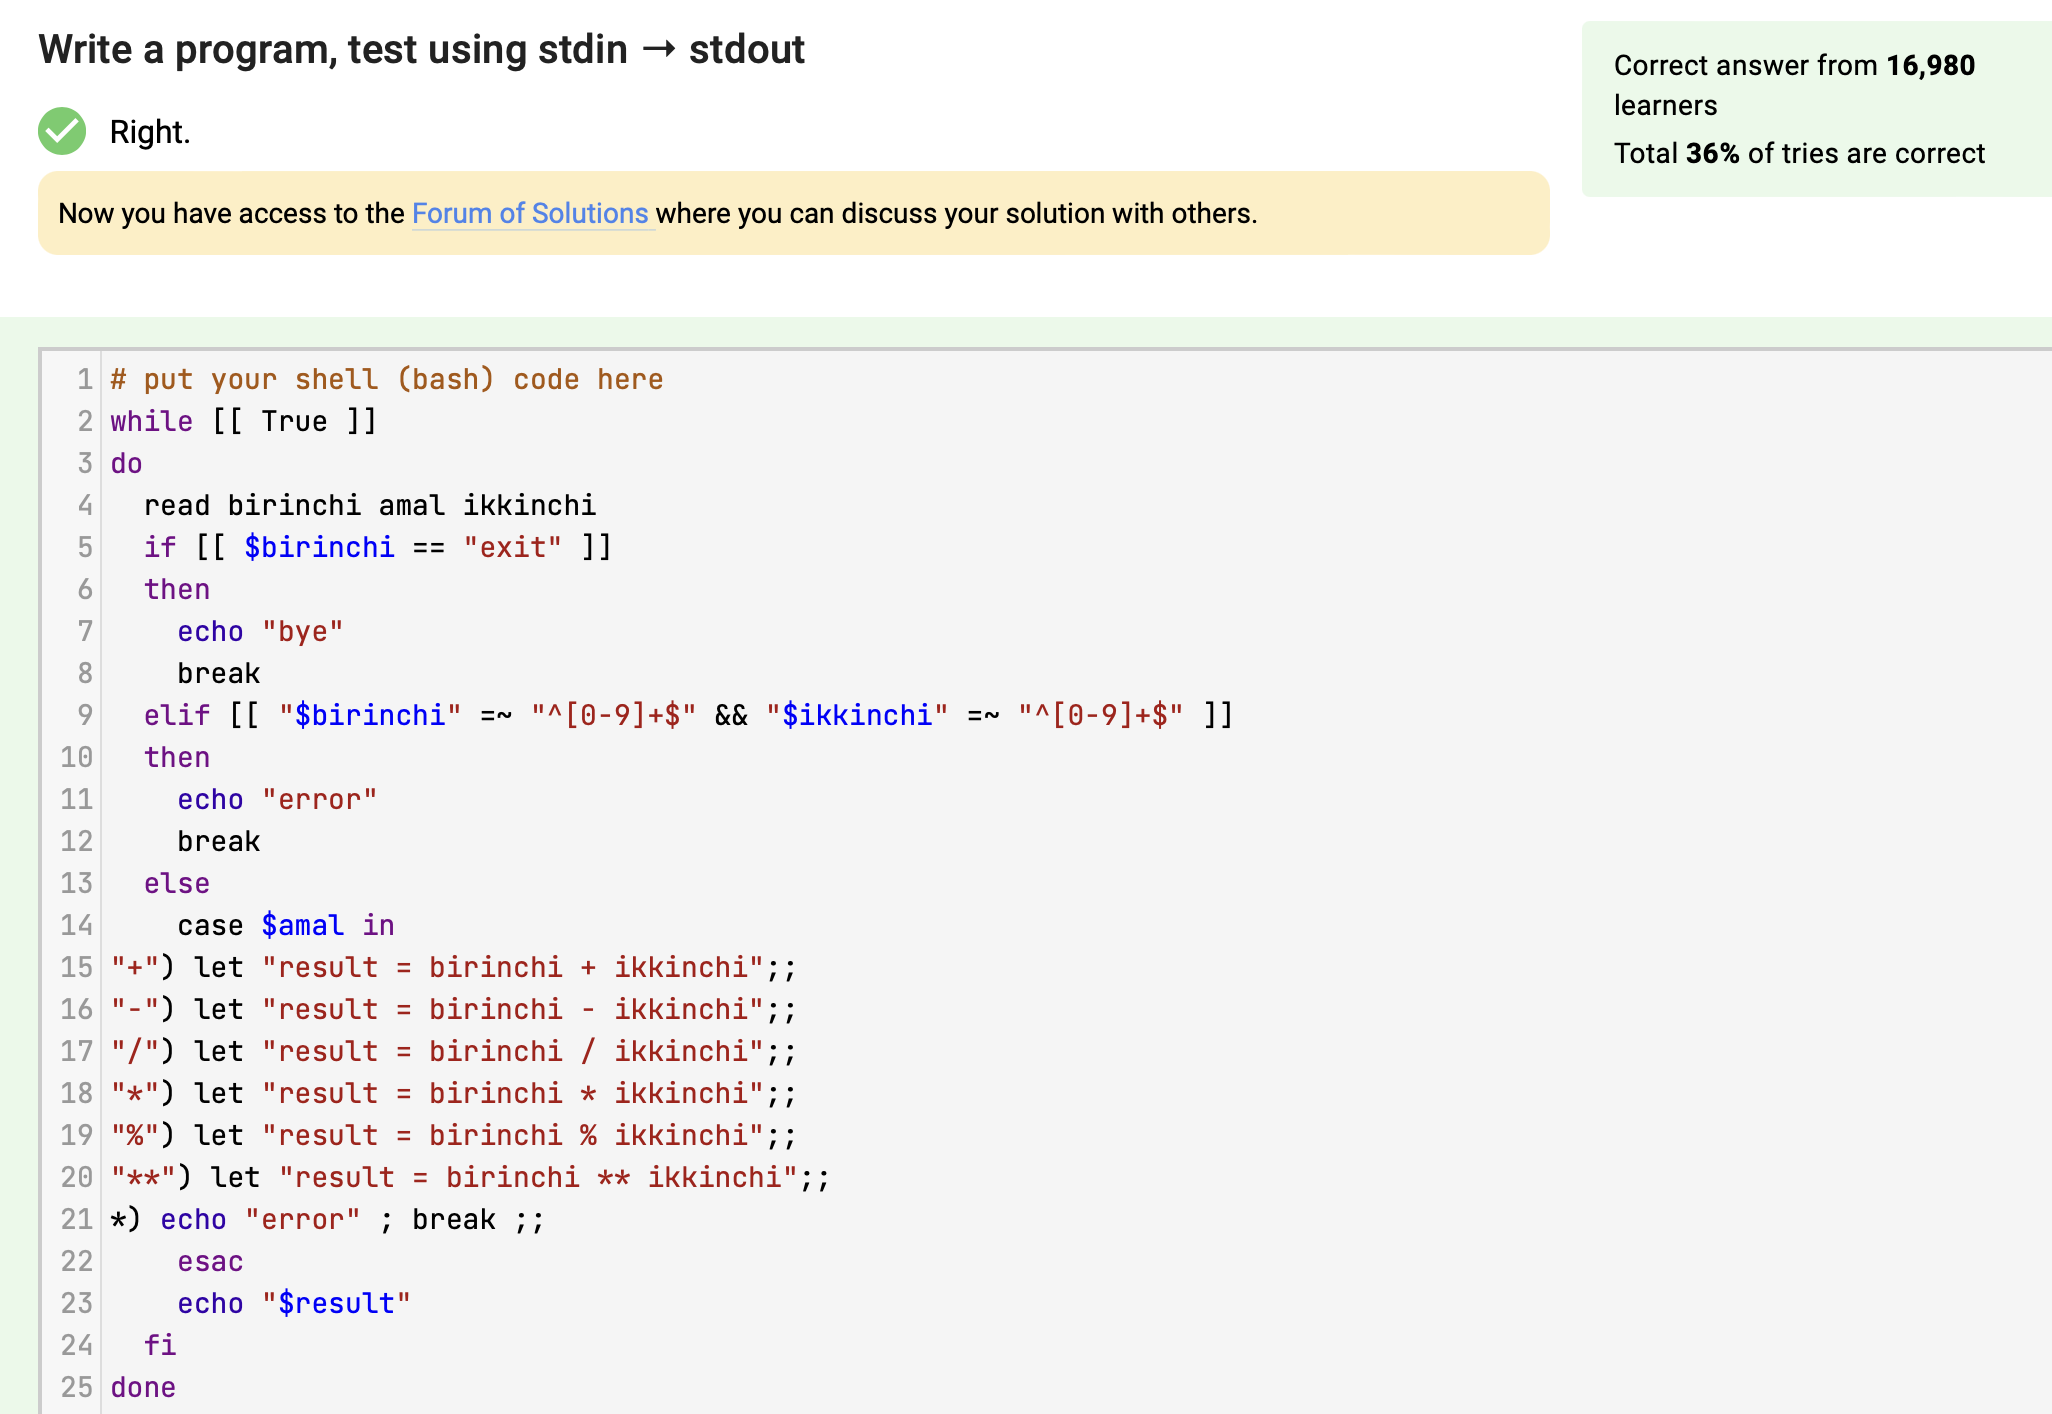 Write a program, test using stdin → stdout
Right.
Now you have access to the Forum of Solutions where you can discuss your solution with others.
Correct answer from 16,980
learners
Total 36% of tries are correct
1 # put your shell (bash) code here
2 while [[ True ]]
3 do
4   read birinchi amal ikkinchi
5   if [[ $birinchi == "exit" ]]
6   then
7     echo "bye"
8     break
9   elif [[ "$birinchi" =~ "^[0-9]+$" && "$ikkinchi" =~ "^[0-9]+$" ]]
10   then
11     echo "error"
12     break
13   else
14     case $amal in
15 "+") let "result = birinchi + ikkinchi";;
16 "-") let "result = birinchi - ikkinchi";;
17 "/") let "result = birinchi / ikkinchi";;
18 "*") let "result = birinchi * ikkinchi";;
19 "%") let "result = birinchi % ikkinchi";;
20 "**") let "result = birinchi ** ikkinchi";;
21 *) echo "error" ; break ;;
22     esac
23     echo "$result"
24   fi
25 done